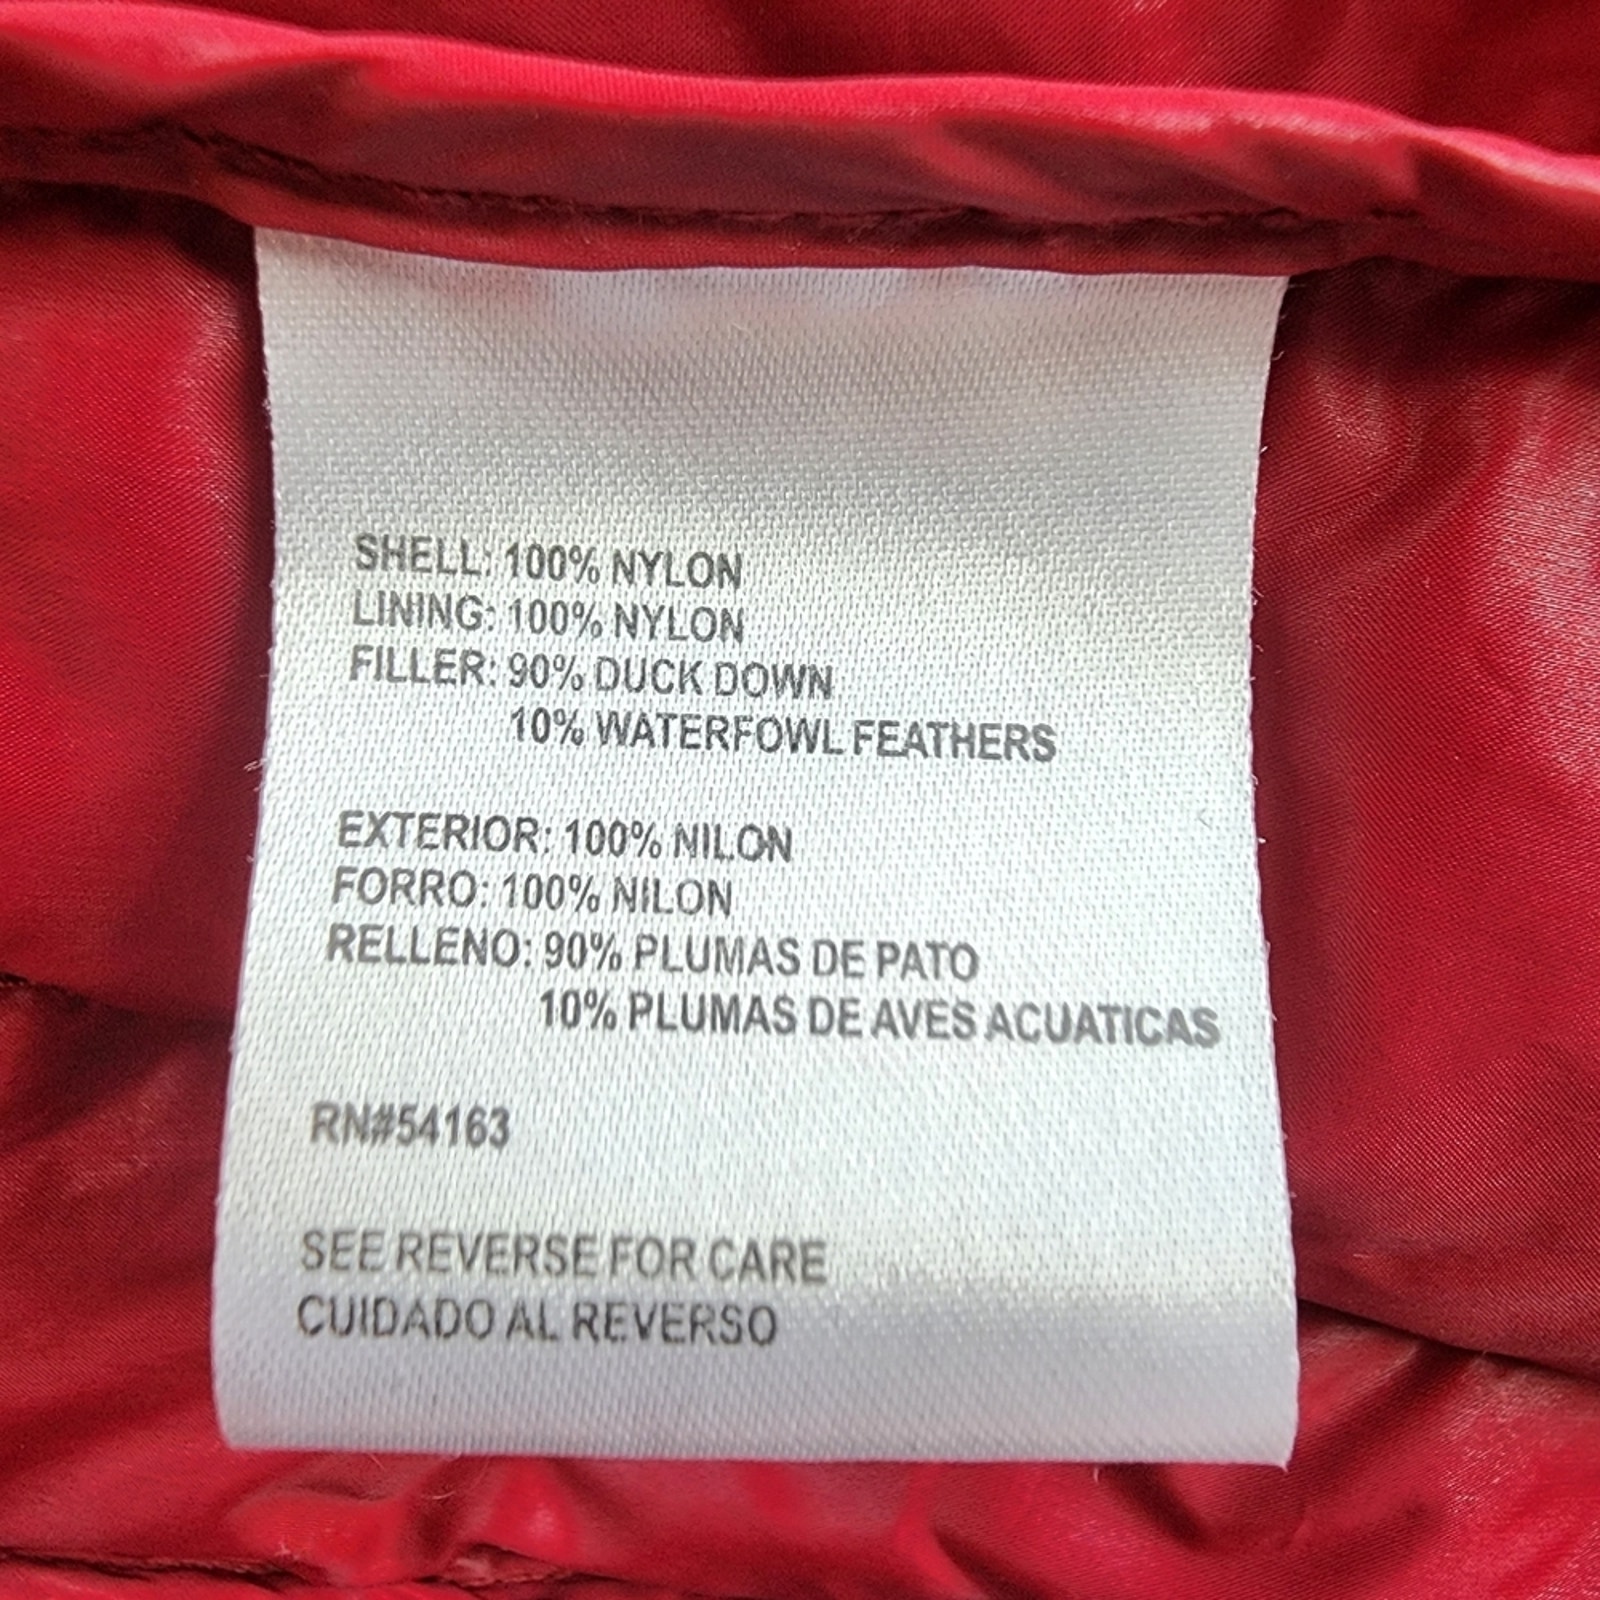 SHELL: 100% NYLON
LINING: 100% NYLON
FILLER: 90% DUCK DOWN
10% WATERFOWL FEATHERS
EXTERIOR: 100% NILON
FORRO: 100% NILON
RELLENO: 90% PLUMAS DE PATO
10% PLUMAS DE AVES ACUATICAS
RN#54163
SEE REVERSE FOR CARE
CUIDADO AL REVERSO